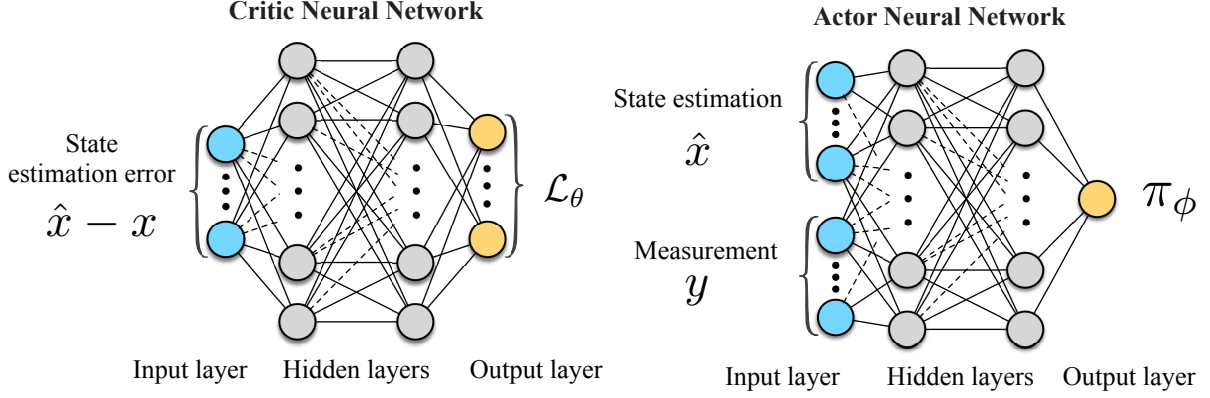 Critic Neural Network
State
estimation error
x̂ − x
ℒ_θ
Input layer
Hidden layers
Output layer
Actor Neural Network
State estimation
x̂
Measurement
y
π_ϕ
Input layer
Hidden layers
Output layer